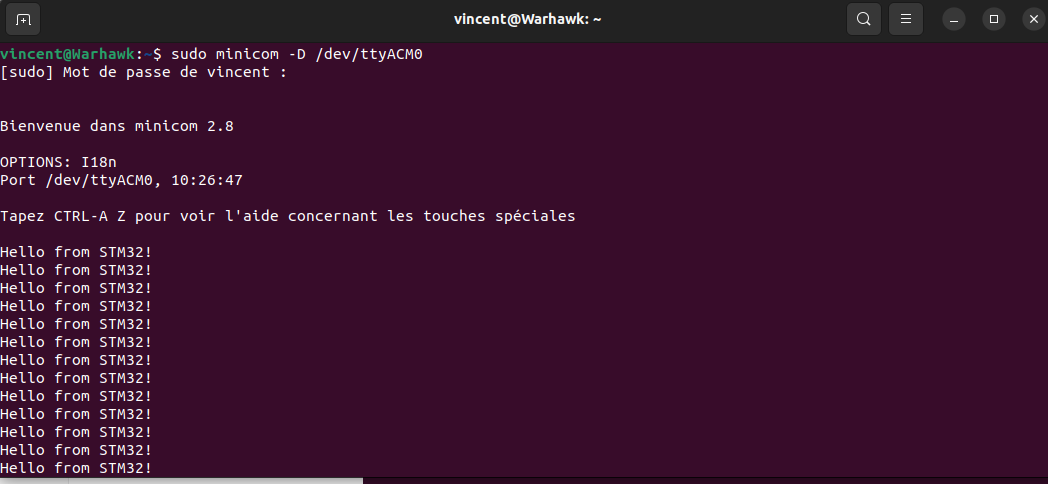 vincent@Warhawk: ~
vincent@Warhawk:~$ sudo minicom -D /dev/ttyACM0
[sudo] Mot de passe de vincent :
Bienvenue dans minicom 2.8
OPTIONS: I18n
Port /dev/ttyACM0, 10:26:47
Tapez CTRL-A Z pour voir l'aide concernant les touches spéciales
Hello from STM32!
Hello from STM32!
Hello from STM32!
Hello from STM32!
Hello from STM32!
Hello from STM32!
Hello from STM32!
Hello from STM32!
Hello from STM32!
Hello from STM32!
Hello from STM32!
Hello from STM32!
Hello from STM32!